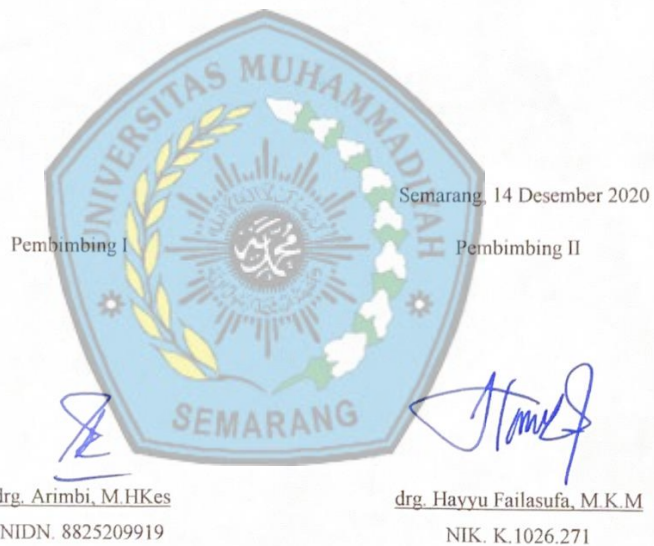 UNIVERSITAS MUHAMMADIYAH
Semarang, 14 Desember 2020
Pembimbing I
Pembimbing II
محمد
SEMARANG
drg. Arimbi, M.HKes
drg. Hayyu Failasufa, M.K.M
NIDN. 8825209919
NIK. K.1026.271